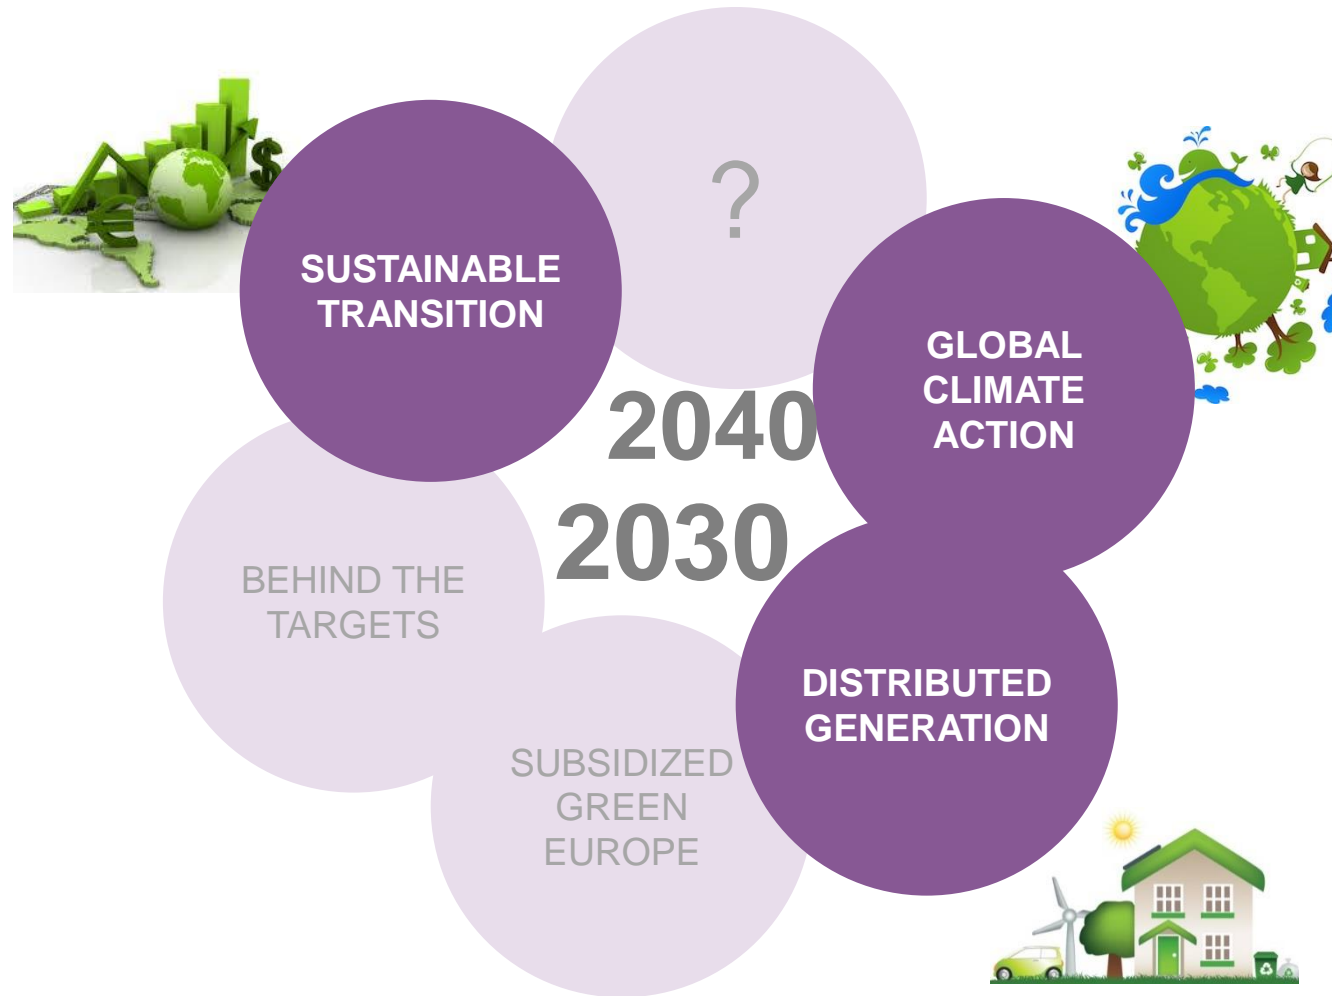 ?
SUSTAINABLE
TRANSITION
GLOBAL
CLIMATE
ACTION
2040
2030
BEHIND THE
TARGETS
DISTRIBUTED
GENERATION
SUBSIDIZED
GREEN
EUROPE
$
€